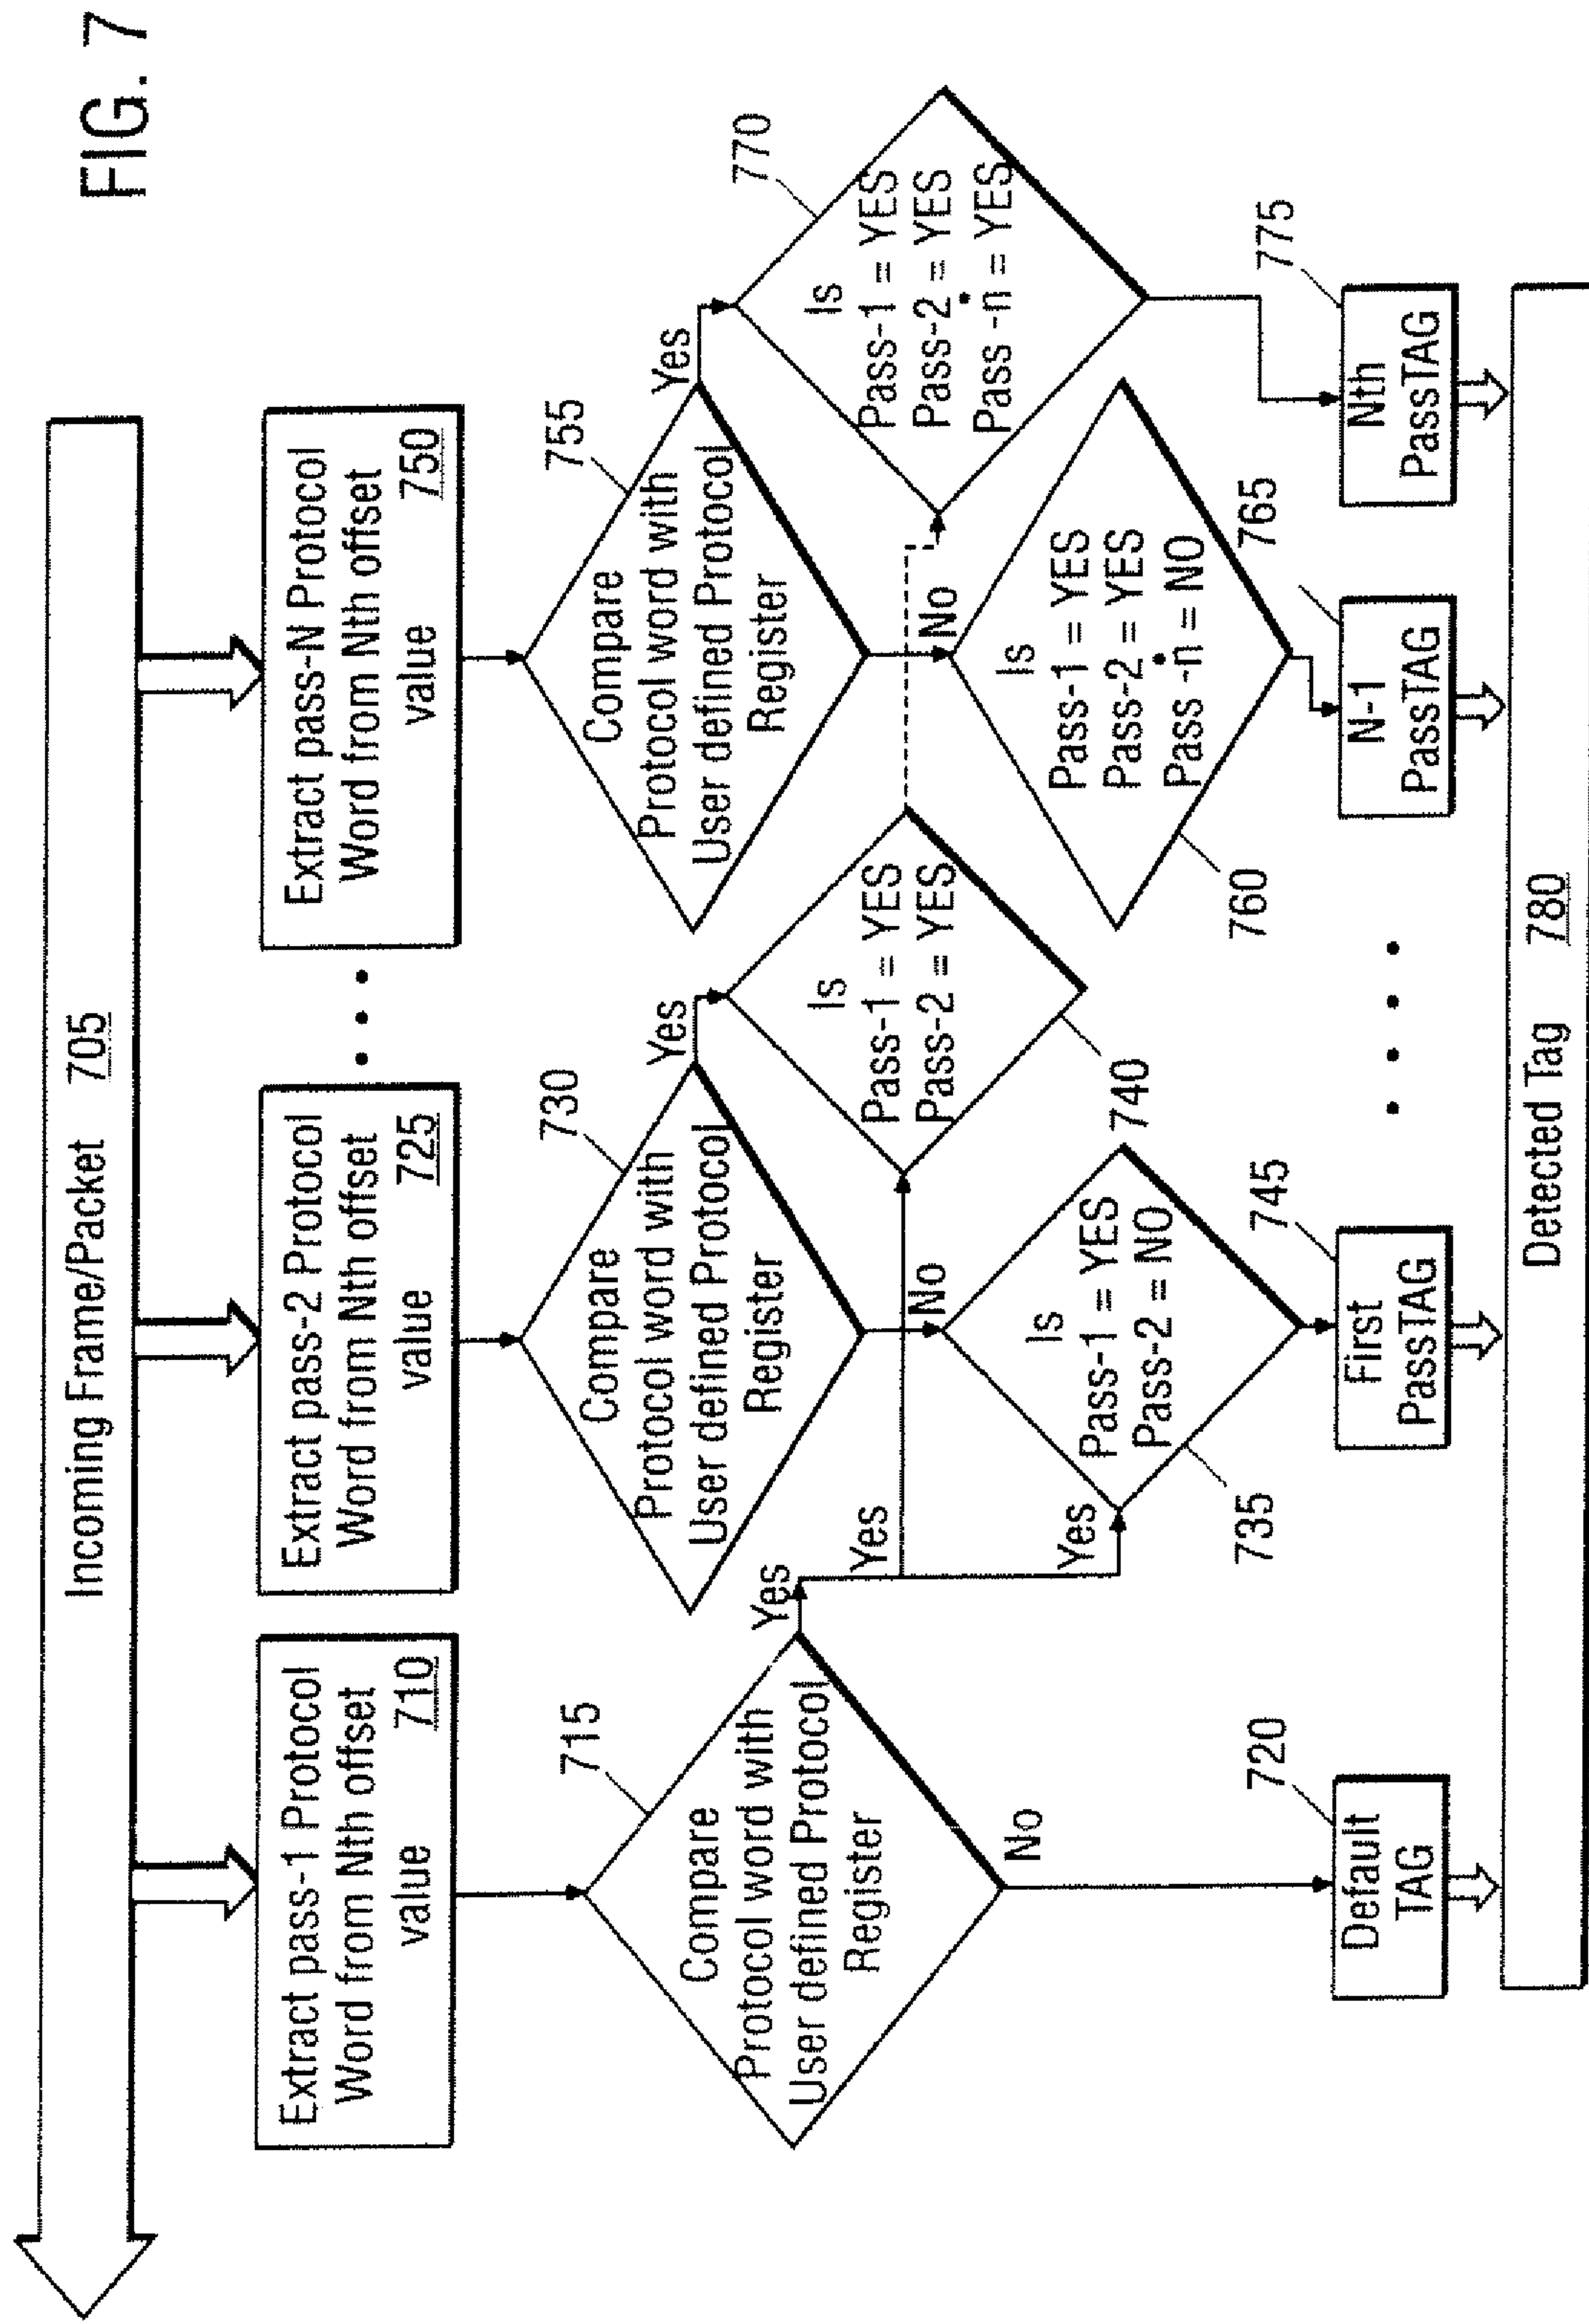 FIG. 7
Incoming Frame/Packet 705
Extract pass-1 Protocol
Word from Nth offset
value 710
Extract pass-2 Protocol
Word from Nth offset
value 725
• • •
Extract pass-N Protocol
Word from Nth offset
value 750
715
Compare
Protocol word with
User defined Protocol
Register
Yes
No
730
Compare
Protocol word with
User defined Protocol
Register
Yes
No
755
Compare
Protocol word with
User defined Protocol
Register
Yes
No
Yes
Yes
Is
Pass-1 = YES
Pass-2 = NO
735
Is
Pass-1 = YES
Pass-2 = YES
740
Is
Pass-1 = YES
Pass-2 = YES
•
Pass -n = NO
760
Is
Pass-1 = YES
Pass-2 = YES
•
Pass -n = YES
770
720
Default
TAG
745
First
PassTAG
• • • •
765
N-1
PassTAG
775
Nth
PassTAG
Detected Tag 780